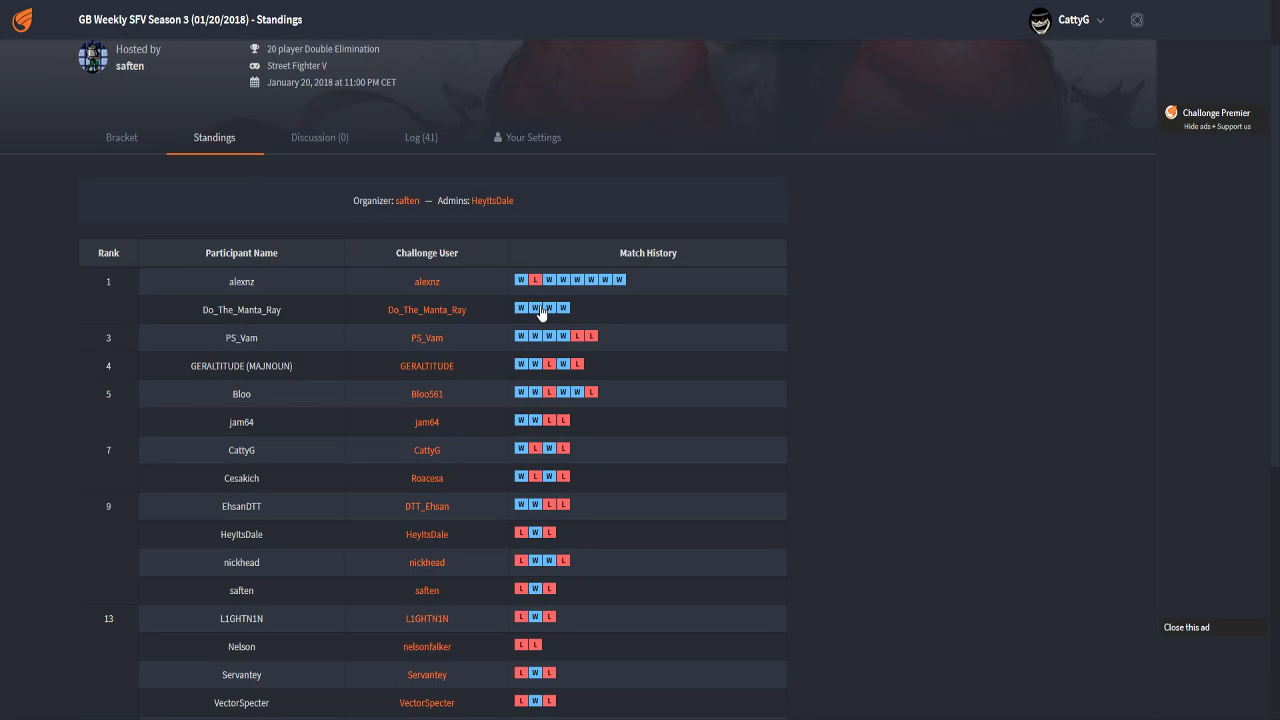 GB Weekly SFV Season 3 (01/20/2018) - Standings
CattyG
Hosted by
saften
20 player Double Elimination
Street Fighter V
January 20, 2018 at 11:00 PM CET
Challonge Premier
Hide ads + Support us
Bracket Standings Discussion (0) Log (41) Your Settings
Organizer: saften — Admins: HeyItsDale
Rank Participant Name Challonge User Match History
1 alexnz alexnz W L W W W W W W
Do_The_Manta_Ray Do_The_Manta_Ray W W W W
3 PS_Vam PS_Vam W W W W L L
4 GERALTITUDE (MAJNOUN) GERALTITUDE W W L W L
5 Bloo Bloo561 W W L W W L
jam64 jam64 W W L L
7 CattyG CattyG W L W L
Cesakich Roacesa W L W L
9 EhsanDTT DTT_Ehsan W W L L
HeyItsDale HeyItsDale L W L
nickhead nickhead L W W L
saften saften L W L
13 L1GHTN1N L1GHTN1N L W L
Nelson nelsonfalker L L
Servantey Servantey L W L
VectorSpecter VectorSpecter L W L
Close this ad